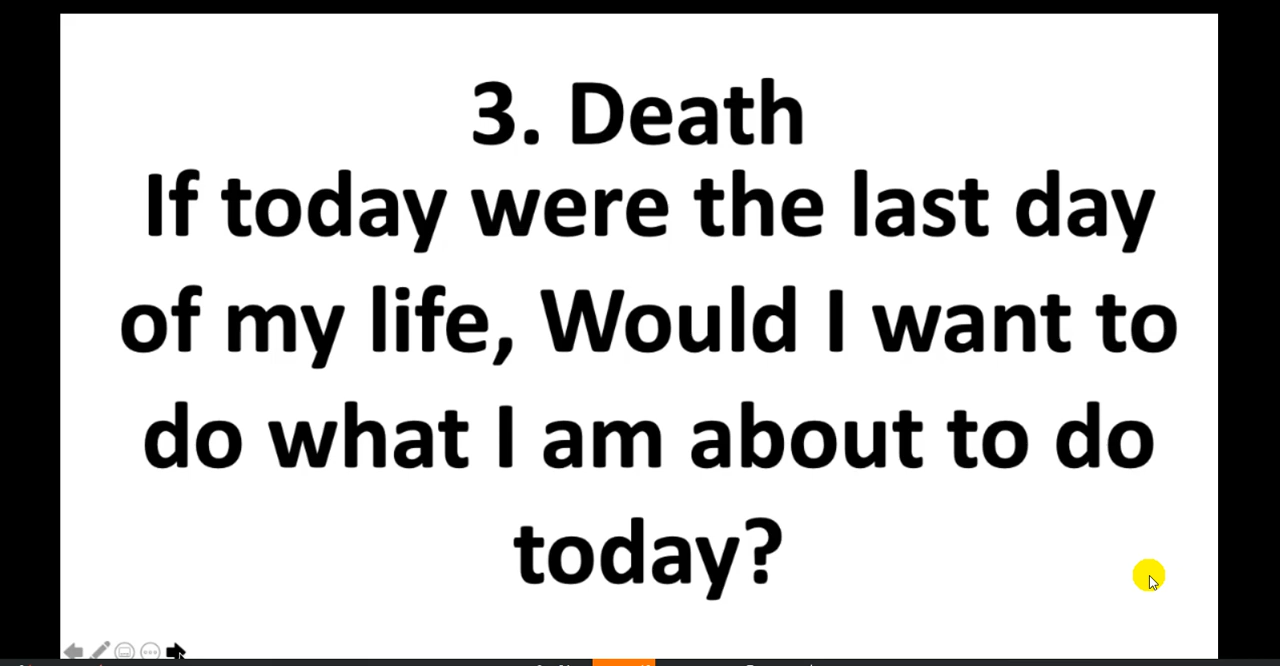 3. Death
If today were the last day
of my life, Would I want to
do what I am about to do
today?